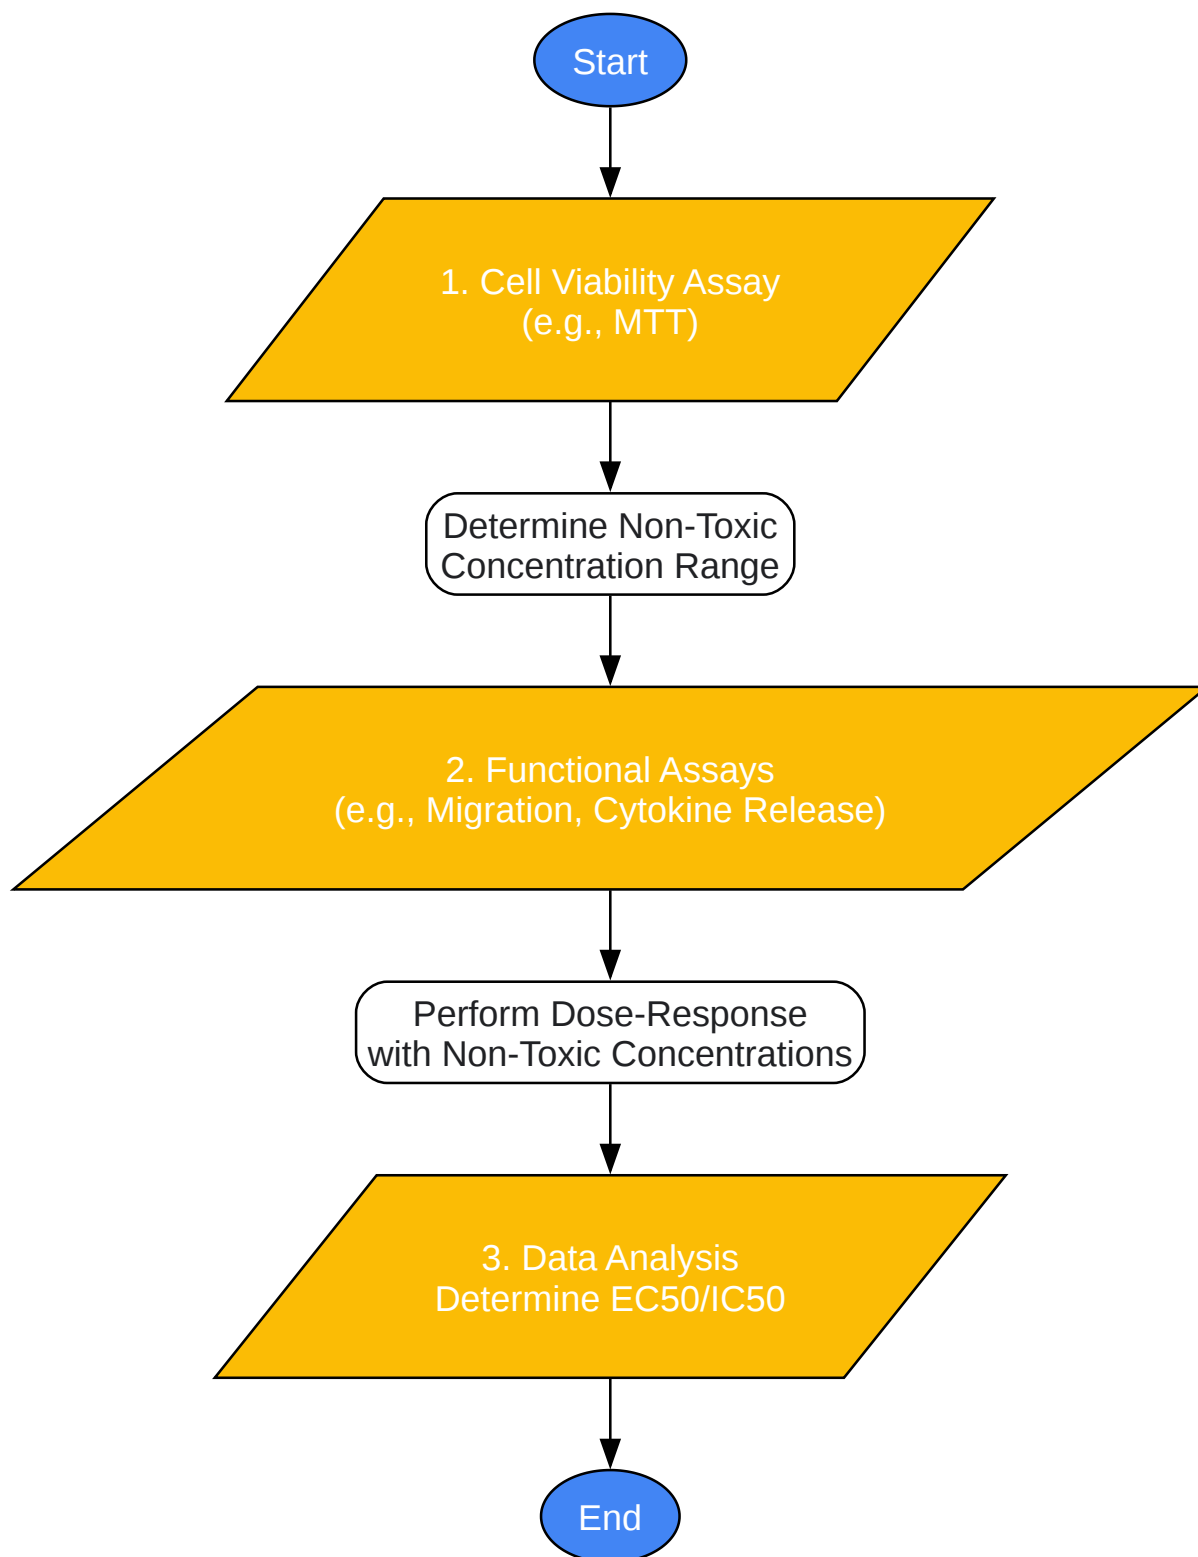 Start
1. Cell Viability Assay
(e.g., MTT)
Determine Non-Toxic
Concentration Range
2. Functional Assays
(e.g., Migration, Cytokine Release)
Perform Dose-Response
with Non-Toxic Concentrations
3. Data Analysis
Determine EC50/IC50
End